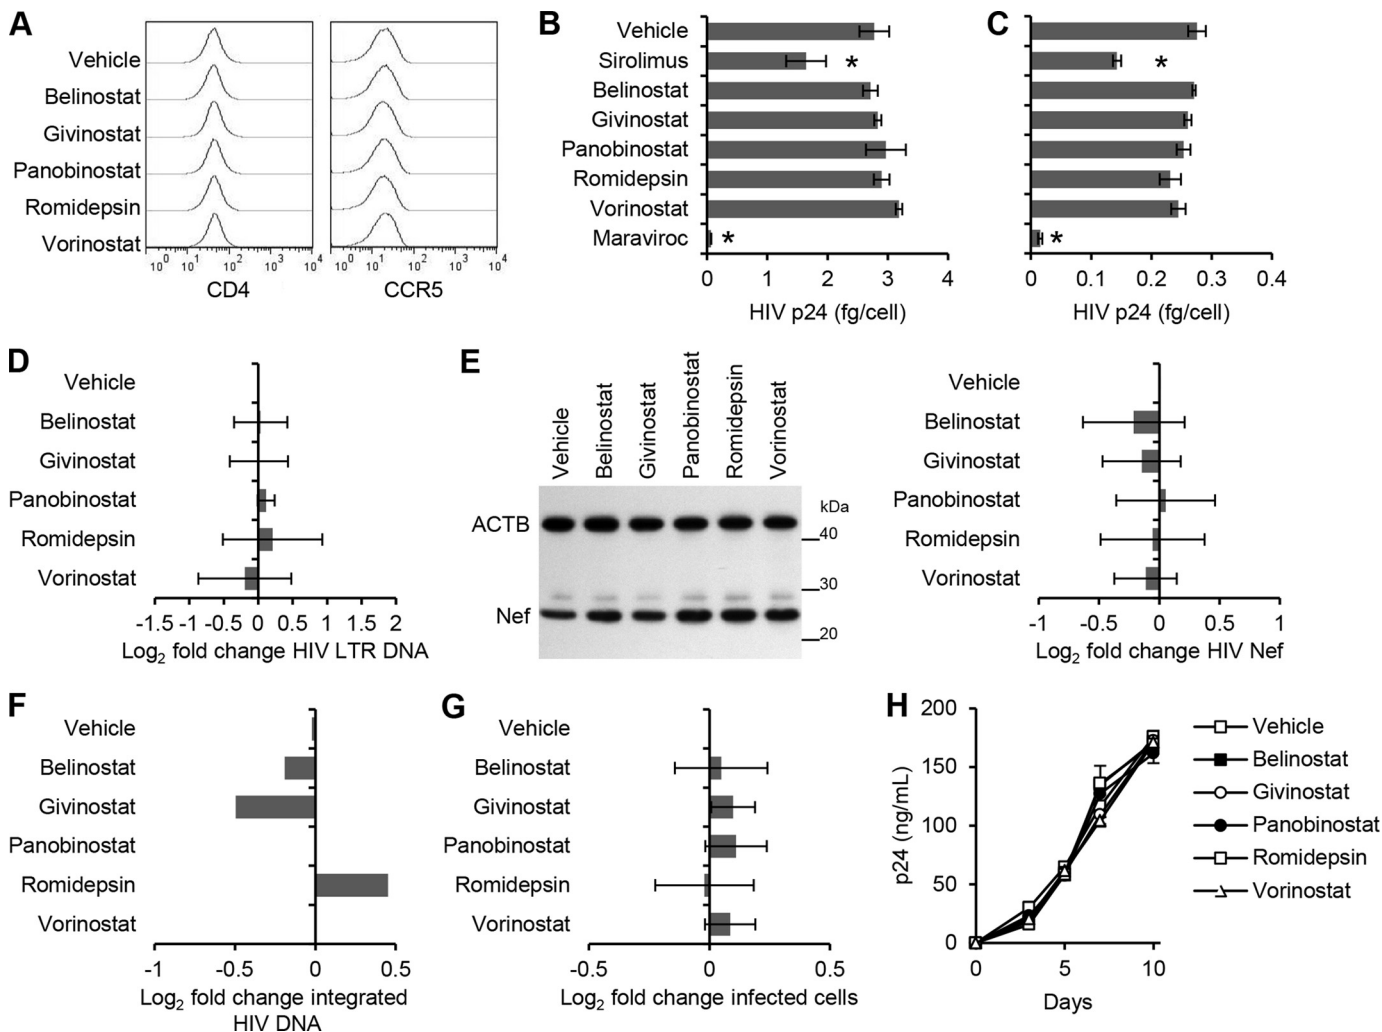 A
Vehicle
Belinostat
Givinostat
Panobinostat
Romidepsin
Vorinostat
10⁰ 10¹ 10² 10³ 10⁴
10⁰ 10¹ 10² 10³ 10⁴
CD4
CCR5
B
Vehicle
Sirolimus *
Belinostat
Givinostat
Panobinostat
Romidepsin
Vorinostat
Maraviroc *
0 1 2 3 4
HIV p24 (fg/cell)
C
*
*
0 0.1 0.2 0.3 0.4
HIV p24 (fg/cell)
D
Vehicle
Belinostat
Givinostat
Panobinostat
Romidepsin
Vorinostat
-1.5 -1 -0.5 0 0.5 1 1.5 2
Log₂ fold change HIV LTR DNA
E
Vehicle
Belinostat
Givinostat
Panobinostat
Romidepsin
Vorinostat
kDa
ACTB
40
30
Nef
20
Vehicle
Belinostat
Givinostat
Panobinostat
Romidepsin
Vorinostat
-1 -0.5 0 0.5 1
Log₂ fold change HIV Nef
F
Vehicle
Belinostat
Givinostat
Panobinostat
Romidepsin
Vorinostat
-1 -0.5 0 0.5
Log₂ fold change integrated
HIV DNA
G
Vehicle
Belinostat
Givinostat
Panobinostat
Romidepsin
Vorinostat
-0.5 0 0.5
Log₂ fold change infected cells
H
200
150
100
50
0
p24 (ng/mL)
0 5 10
Days
Vehicle
Belinostat
Givinostat
Panobinostat
Romidepsin
Vorinostat